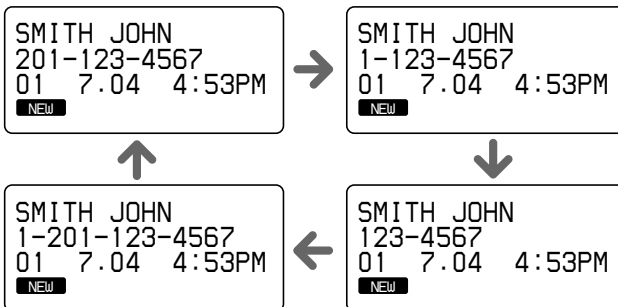 SMITH JOHN
201-123-4567
01 7.04 4:53PM
NEW
SMITH JOHN
1-123-4567
01 7.04 4:53PM
NEW
SMITH JOHN
1-201-123-4567
01 7.04 4:53PM
NEW
SMITH JOHN
123-4567
01 7.04 4:53PM
NEW